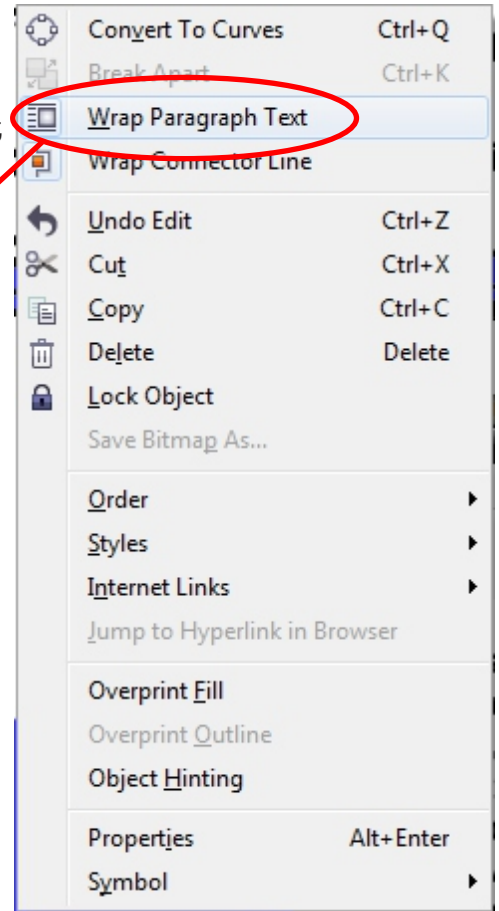 Convert To Curves Ctrl+Q
Break Apart Ctrl+K
Wrap Paragraph Text
Wrap Connector Line
Undo Edit Ctrl+Z
Cut Ctrl+X
Copy Ctrl+C
Delete Delete
Lock Object
Save Bitmap As...
Order
Styles
Internet Links
Jump to Hyperlink in Browser
Overprint Fill
Overprint Outline
Object Hinting
Properties Alt+Enter
Symbol